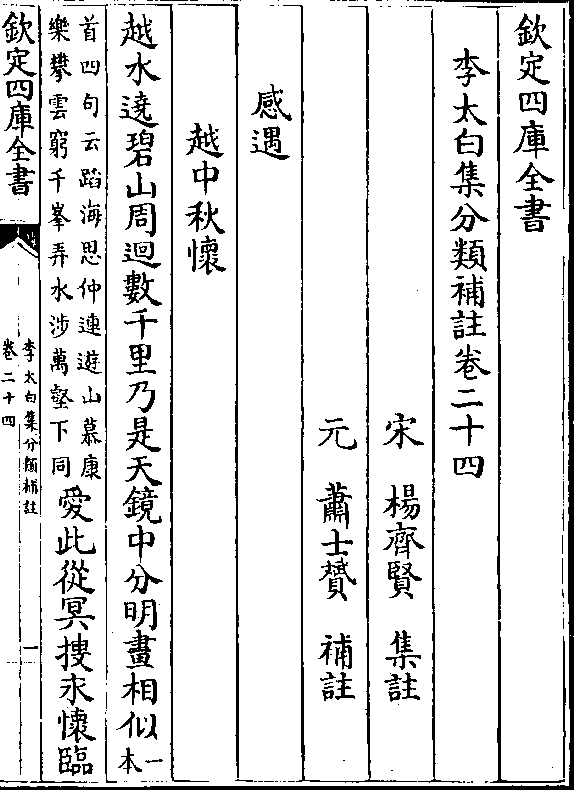 欽定四庫全書
李太白集分類補註卷二十四
宋 楊齊賢 集註
元 蕭士贇 補註
感遇
越中秋懷
越水遶碧山周迴數千里乃是天鏡中分明畫相似一本
首四句云蹈海思仲連遊山慕康
樂攀雲窮千峯弄水涉萬壑下同
愛此從冥搜永懷臨
欽定四庫全書
李太白集分類補註
卷二十四
一